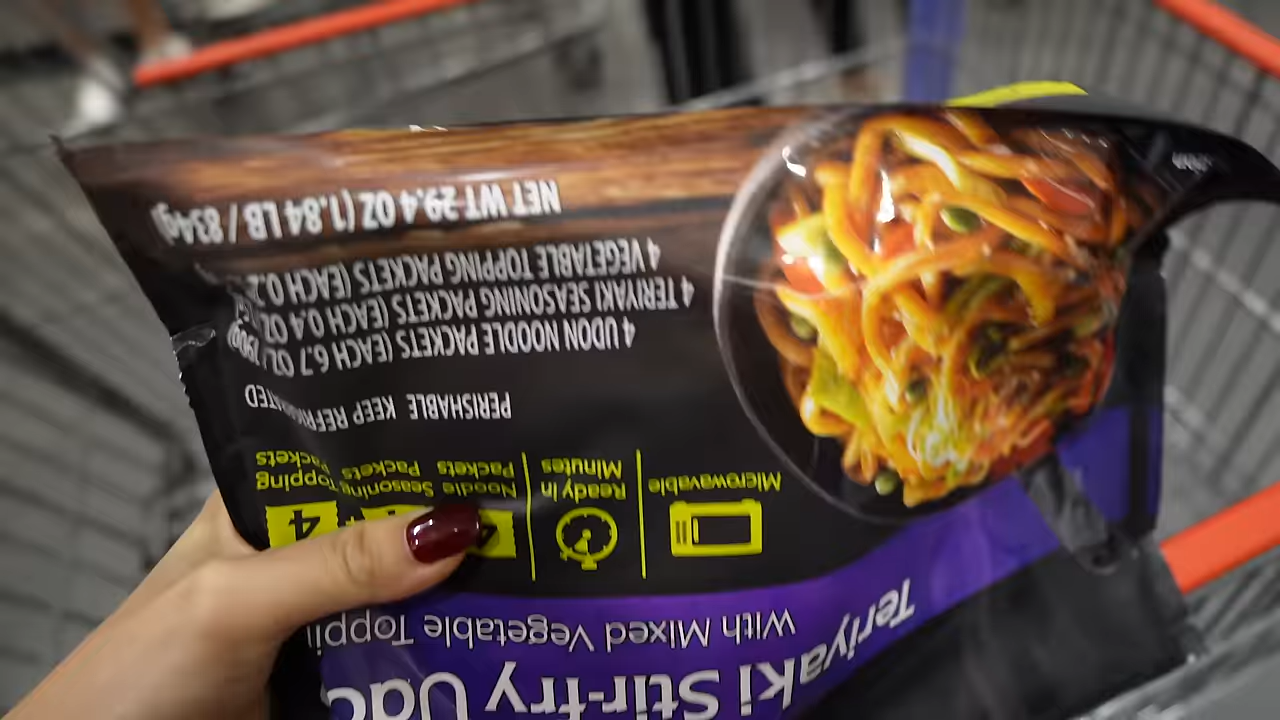 Teriyaki Stir-fry Udo
With Mixed Vegetable Toppi
Microwavable
Ready In
Minutes
4
Noodle
Packets
Seasoning
Packets
4
Topping
Packets
PERISHABLE KEEP REFRIGERATED
4 UDON NOODLE PACKETS (EACH 6.7 OZ (190g)
4 TERIYAKI SEASONING PACKETS (EACH 0.4 OZ
4 VEGETABLE TOPPING PACKETS (EACH 0.2
NET WT 29.4 OZ (1.84 LB / 834g)